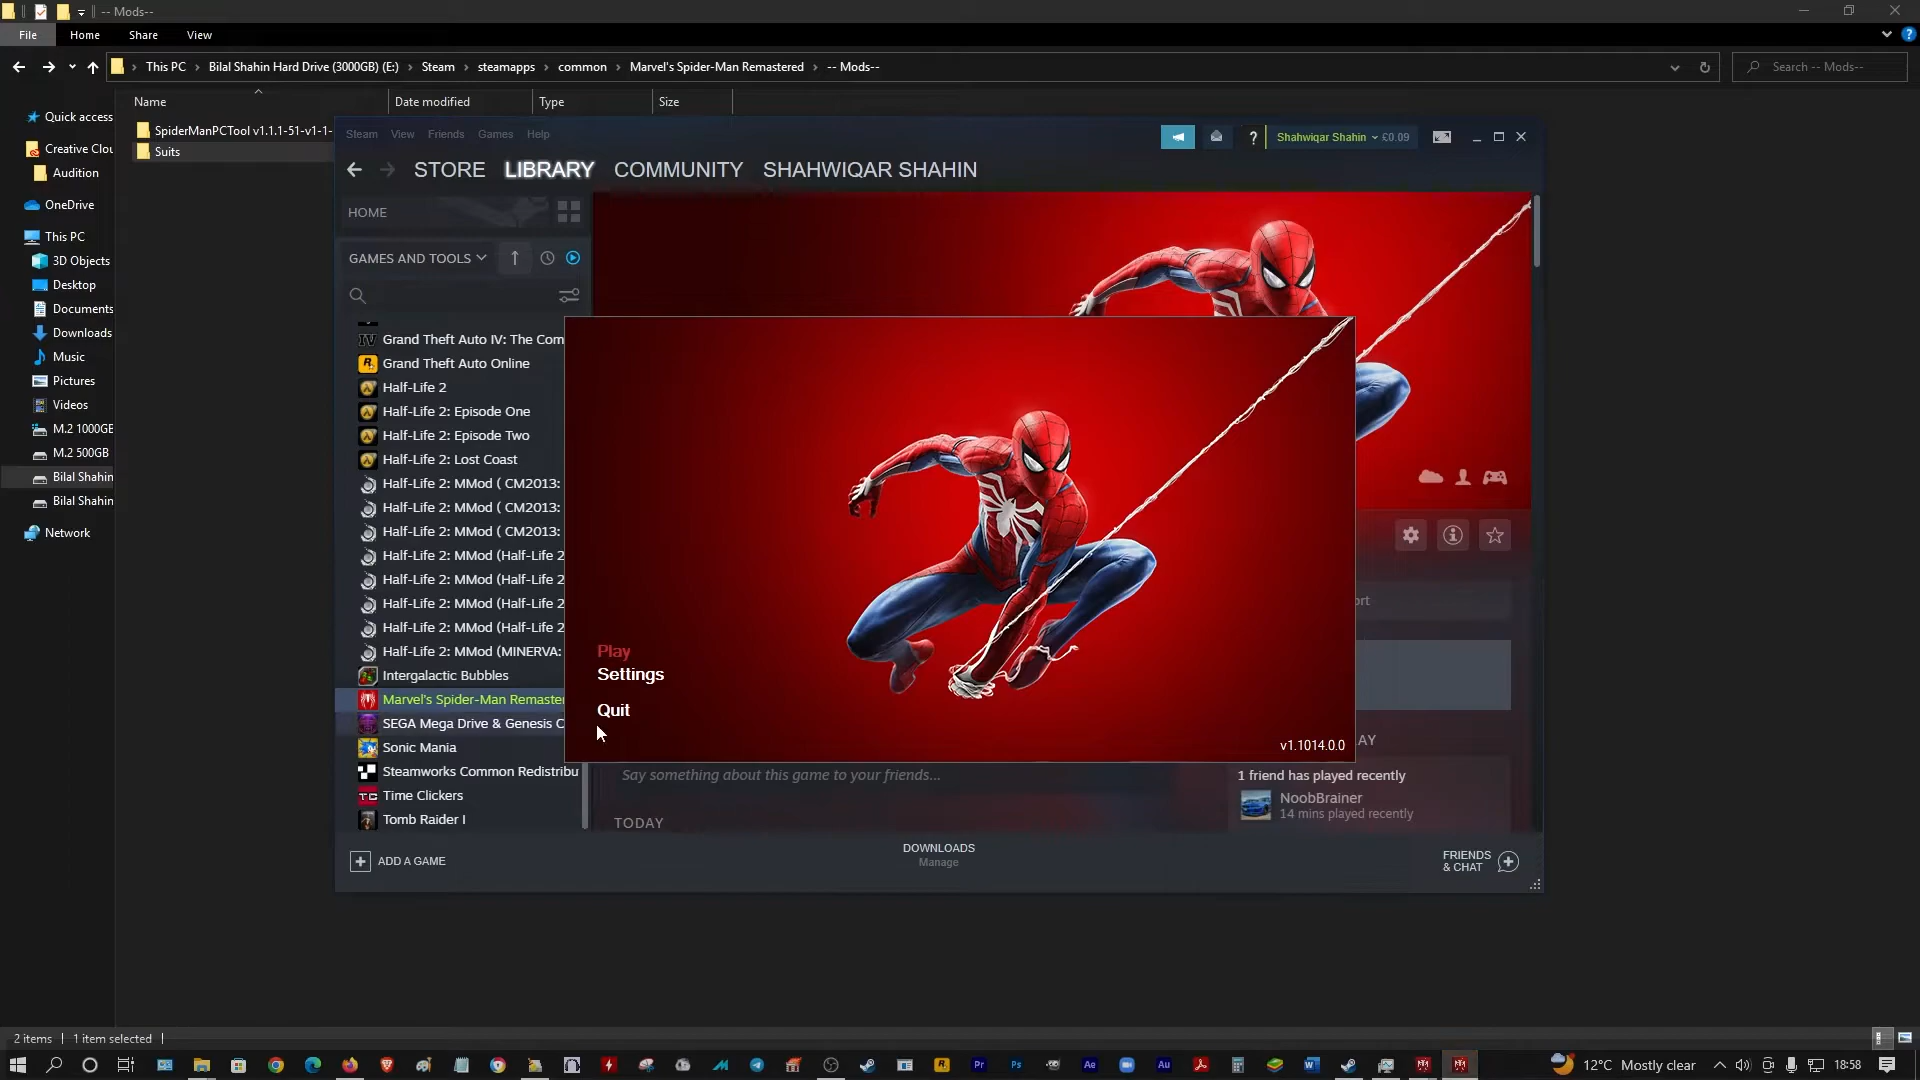 -- Mods--
File
Home
Share
View
This PC
Bilal Shahin Hard Drive (3000GB) (E:)
Steam
steamapps
common
Marvel's Spider-Man Remastered
-- Mods--
Search -- Mods--
Name
Date modified
Type
Size
Quick access
Creative Clou
Audition
OneDrive
This PC
3D Objects
Desktop
Documents
Downloads
Music
Pictures
Videos
M.2 1000GE
M.2 500GB
Bilal Shahin
Bilal Shahin
Network
SpiderManPCTool v1.1.1-51-v1-1-
Suits
Steam
View
Friends
Games
Help
Shahwiqar Shahin
£0.09
STORE
LIBRARY
COMMUNITY
SHAHWIQAR SHAHIN
HOME
GAMES AND TOOLS
Grand Theft Auto IV: The Com
Grand Theft Auto Online
Half-Life 2
Half-Life 2: Episode One
Half-Life 2: Episode Two
Half-Life 2: Lost Coast
Half-Life 2: MMod ( CM2013:
Half-Life 2: MMod ( CM2013:
Half-Life 2: MMod ( CM2013:
Half-Life 2: MMod (Half-Life 2
Half-Life 2: MMod (Half-Life 2
Half-Life 2: MMod (Half-Life 2
Half-Life 2: MMod (Half-Life 2
Half-Life 2: MMod (MINERVA:
Intergalactic Bubbles
Marvel's Spider-Man Remaster
SEGA Mega Drive & Genesis C
Sonic Mania
Steamworks Common Redistribu
Time Clickers
Tomb Raider I
Play
Settings
Quit
v1.1014.0.0
ort
AY
Say something about this game to your friends...
1 friend has played recently
NoobBrainer
14 mins played recently
TODAY
ADD A GAME
DOWNLOADS
Manage
FRIENDS
& CHAT
2 items
1 item selected
12°C Mostly clear
18:58